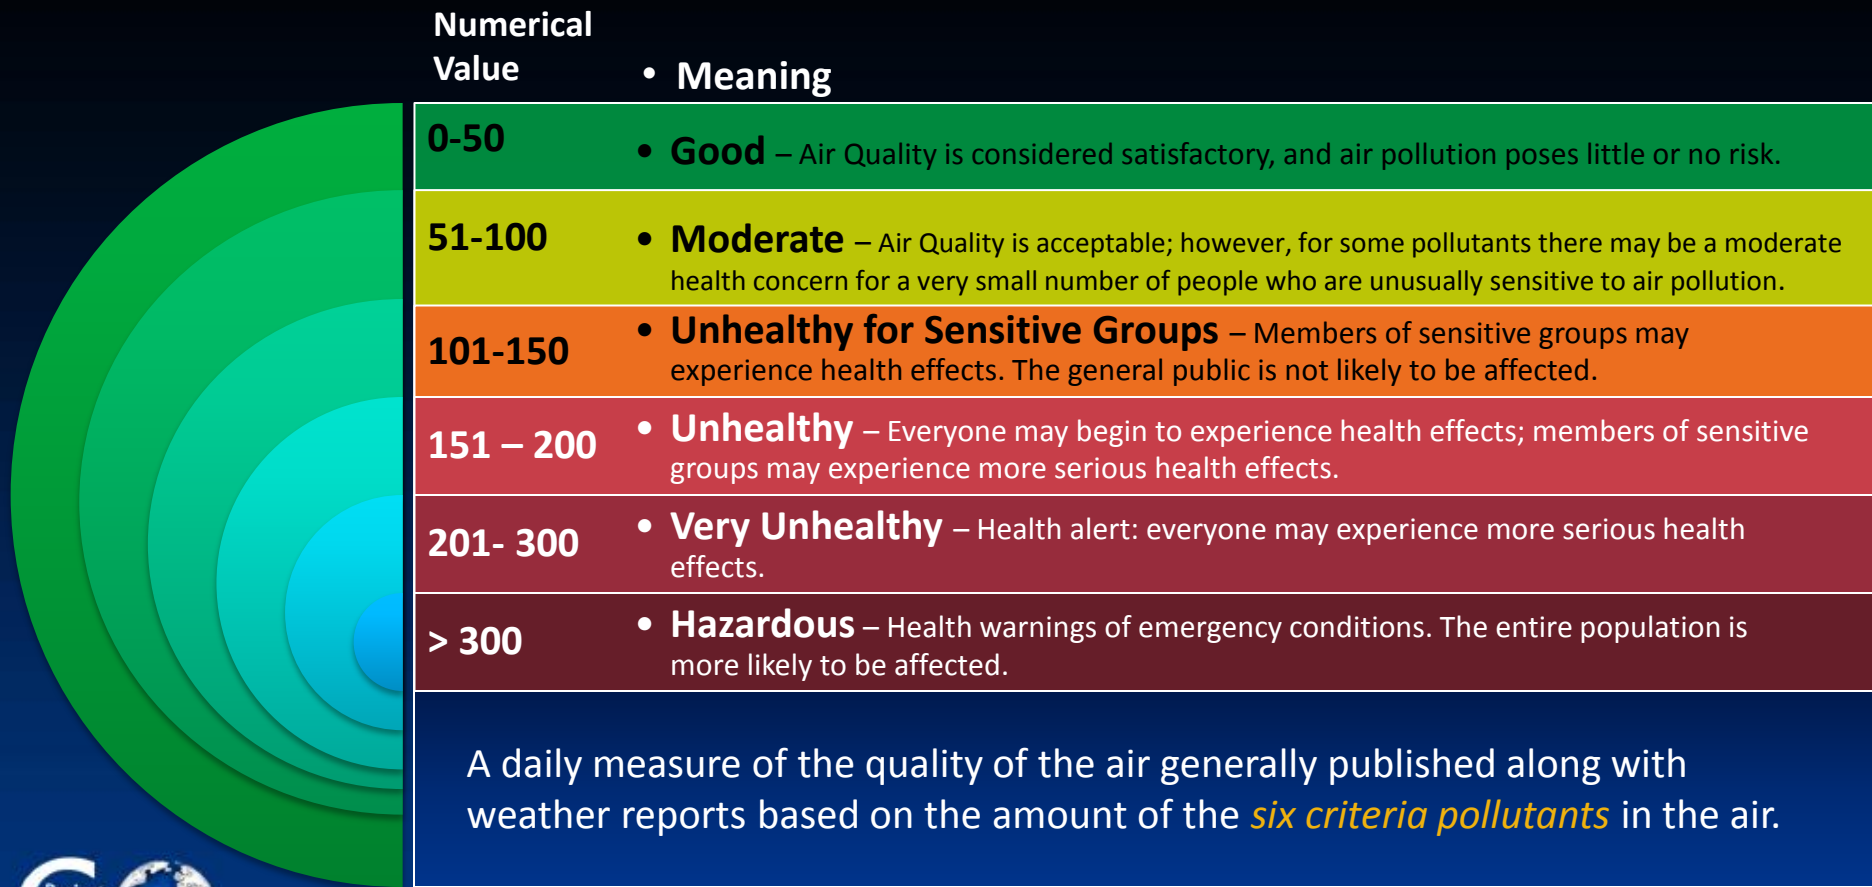 Numerical
Value
• Meaning
0-50
• Good – Air Quality is considered satisfactory, and air pollution poses little or no risk.
51-100
• Moderate – Air Quality is acceptable; however, for some pollutants there may be a moderate
health concern for a very small number of people who are unusually sensitive to air pollution.
101-150
• Unhealthy for Sensitive Groups – Members of sensitive groups may
experience health effects. The general public is not likely to be affected.
151 – 200
• Unhealthy – Everyone may begin to experience health effects; members of sensitive
groups may experience more serious health effects.
201- 300
• Very Unhealthy – Health alert: everyone may experience more serious health
effects.
> 300
• Hazardous – Health warnings of emergency conditions. The entire population is
more likely to be affected.
A daily measure of the quality of the air generally published along with
weather reports based on the amount of the six criteria pollutants in the air.